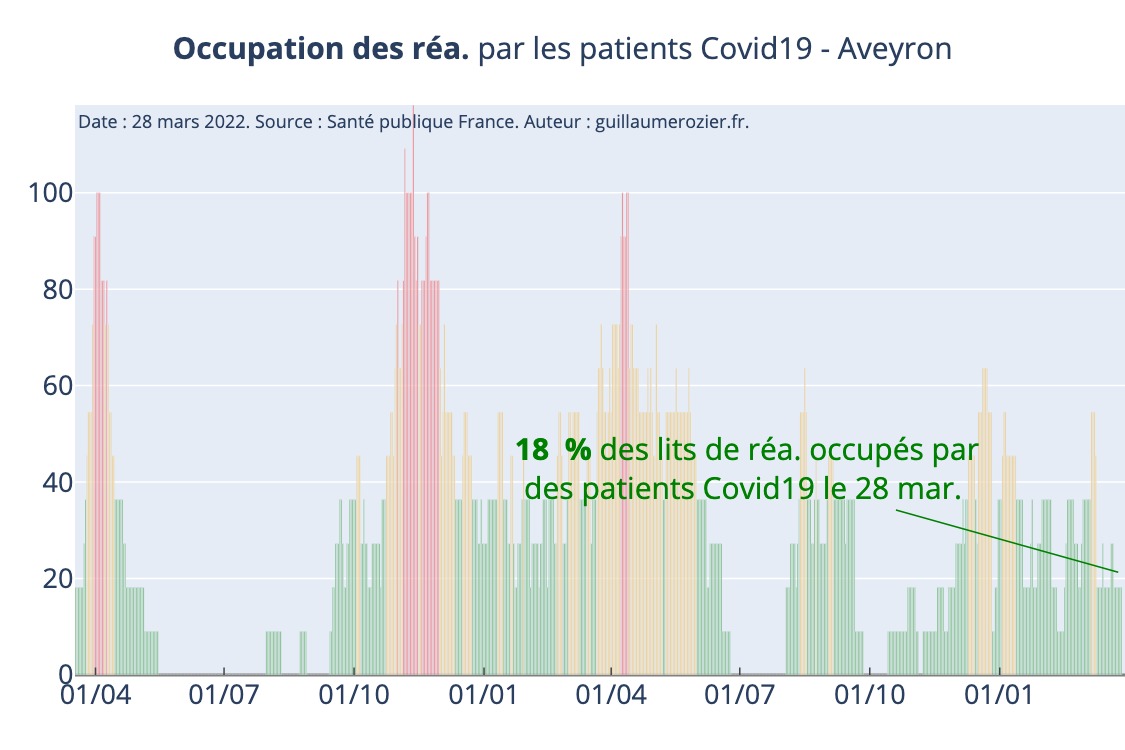 Occupation des réa. par les patients Covid19 - Aveyron
Date : 28 mars 2022. Source : Santé publique France. Auteur : guillaumerozier.fr.
100
80
60
18 % des lits de réa. occupés par
des patients Covid19 le 28 mar.
40
20
0
01/04 01/07 01/10 01/01 01/04 01/07 01/10 01/01